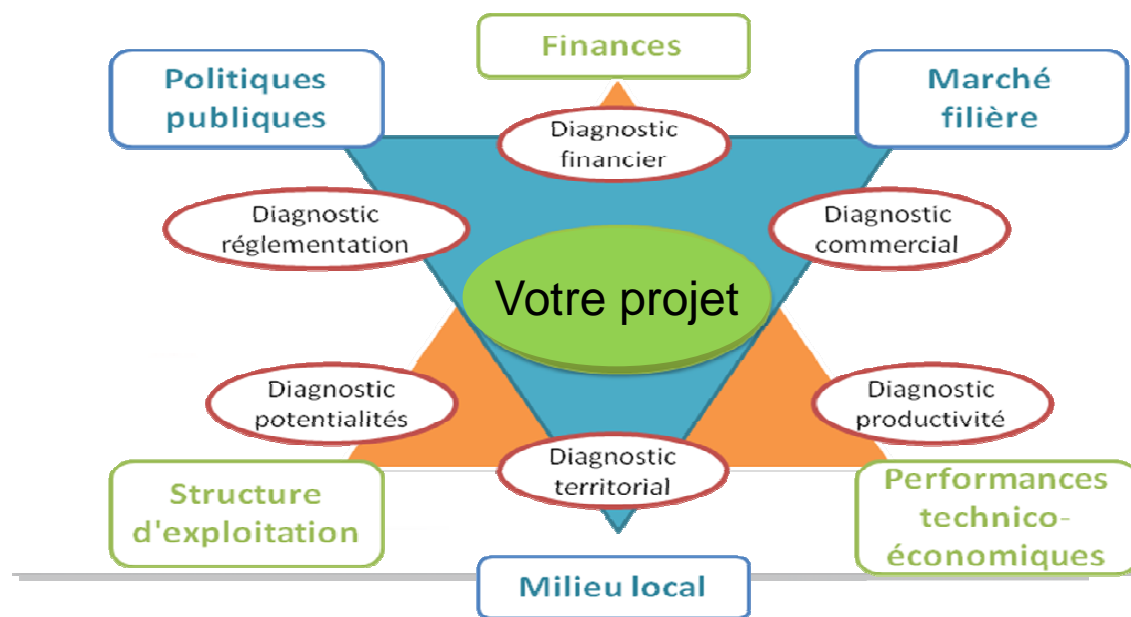 Finances
Politiques
publiques
Marché
filière
Diagnostic
financier
Diagnostic
réglementation
Diagnostic
commercial
Votre projet
Diagnostic
potentialités
Diagnostic
productivité
Diagnostic
territorial
Structure
d'exploitation
Performances
technico-
économiques
Milieu local